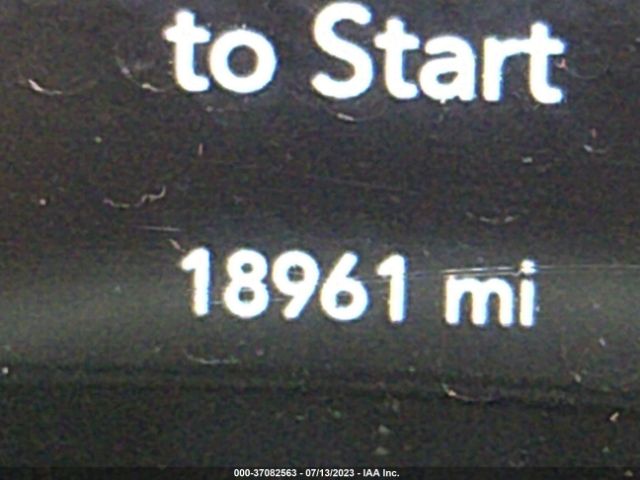 to Start
18961 mi
000-37082563 - 07/13/2023 - IAA Inc.